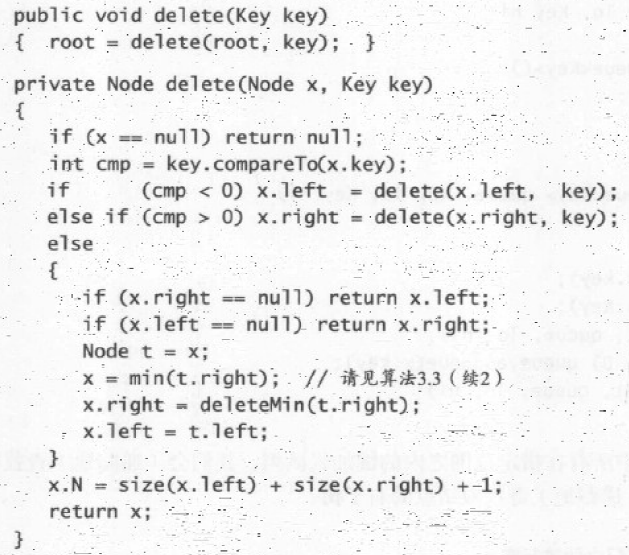 public void delete(Key key)
{  root = delete(root, key);  }
private Node delete(Node x, Key key)
{
   if (x == null) return null;
   int cmp = key.compareTo(x.key);
   if      (cmp < 0) x.left  = delete(x.left,  key);
   else if (cmp > 0) x.right = delete(x.right, key);
   else
   {
      if (x.right == null) return x.left;
      if (x.left == null) return x.right;
      Node t = x;
      x = min(t.right);  // 请见算法3.3（续2）
      x.right = deleteMin(t.right);
      x.left = t.left;
   x.N = size(x.left) + size(x.right) + 1;
   return x;
}